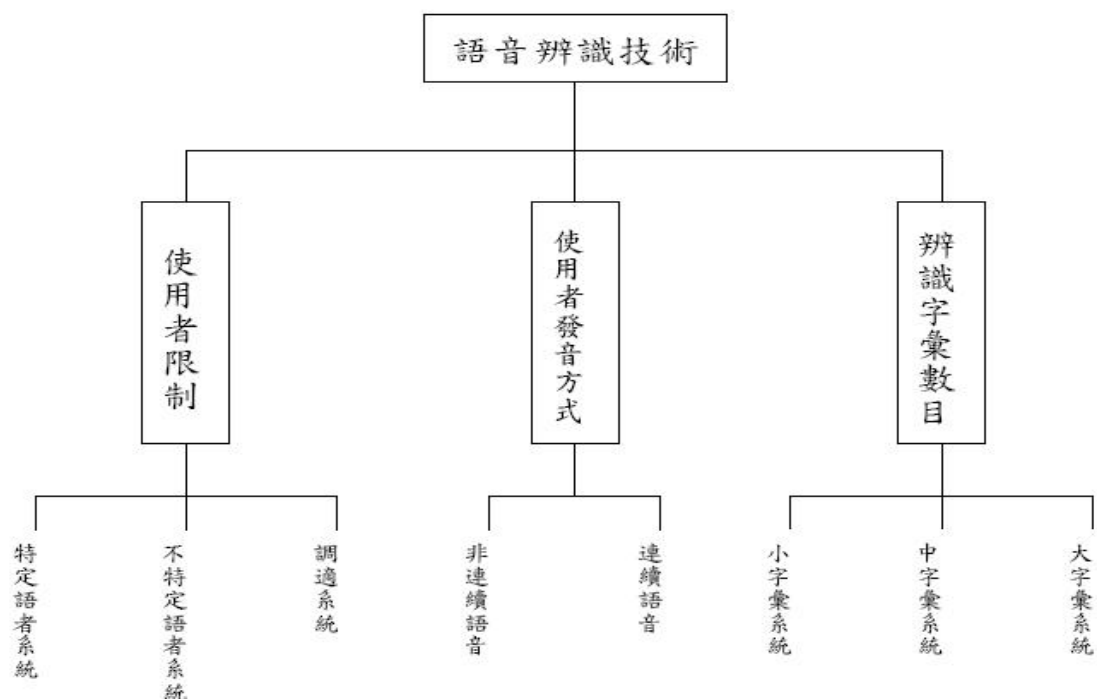 語音辨識技術
使用者限制
使用者發音方式
辨識字彙數目
特定語者系統
不特定語者系統
調適系統
非連續語音
連續語音
小字彙系統
中字彙系統
大字彙系統